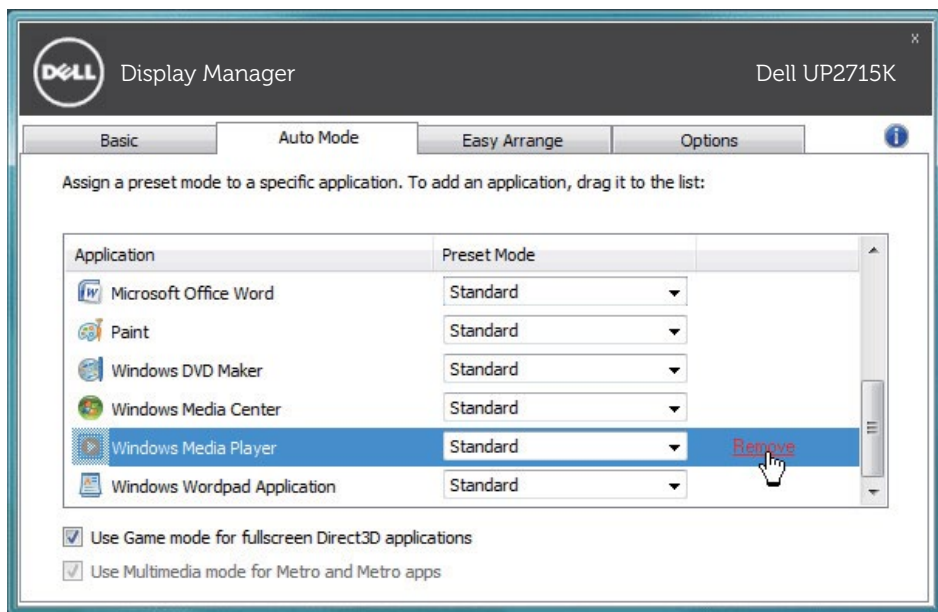 DELL Display Manager Dell UP2715K x
Basic Auto Mode Easy Arrange Options i
Assign a preset mode to a specific application. To add an application, drag it to the list:
Application Preset Mode
Microsoft Office Word Standard
Paint Standard
Windows DVD Maker Standard
Windows Media Center Standard
Windows Media Player Standard Remove
Windows Wordpad Application Standard
Use Game mode for fullscreen Direct3D applications
Use Multimedia mode for Metro and Metro apps